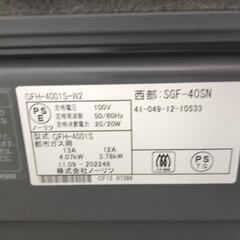 GFH-4001S-W2
定格電圧 100V
定格周波数 50/60Hz
定格消費電力 20/20W
PSE
ノーリツ
型式名 GFH-4001S
都市ガス用
13A 12A
4.07kW 3.78kW
11.09-202248
株式会社ノーリツ
CF13 07389
西部:SGF-40SN
41-049-12-10533
PS
TG